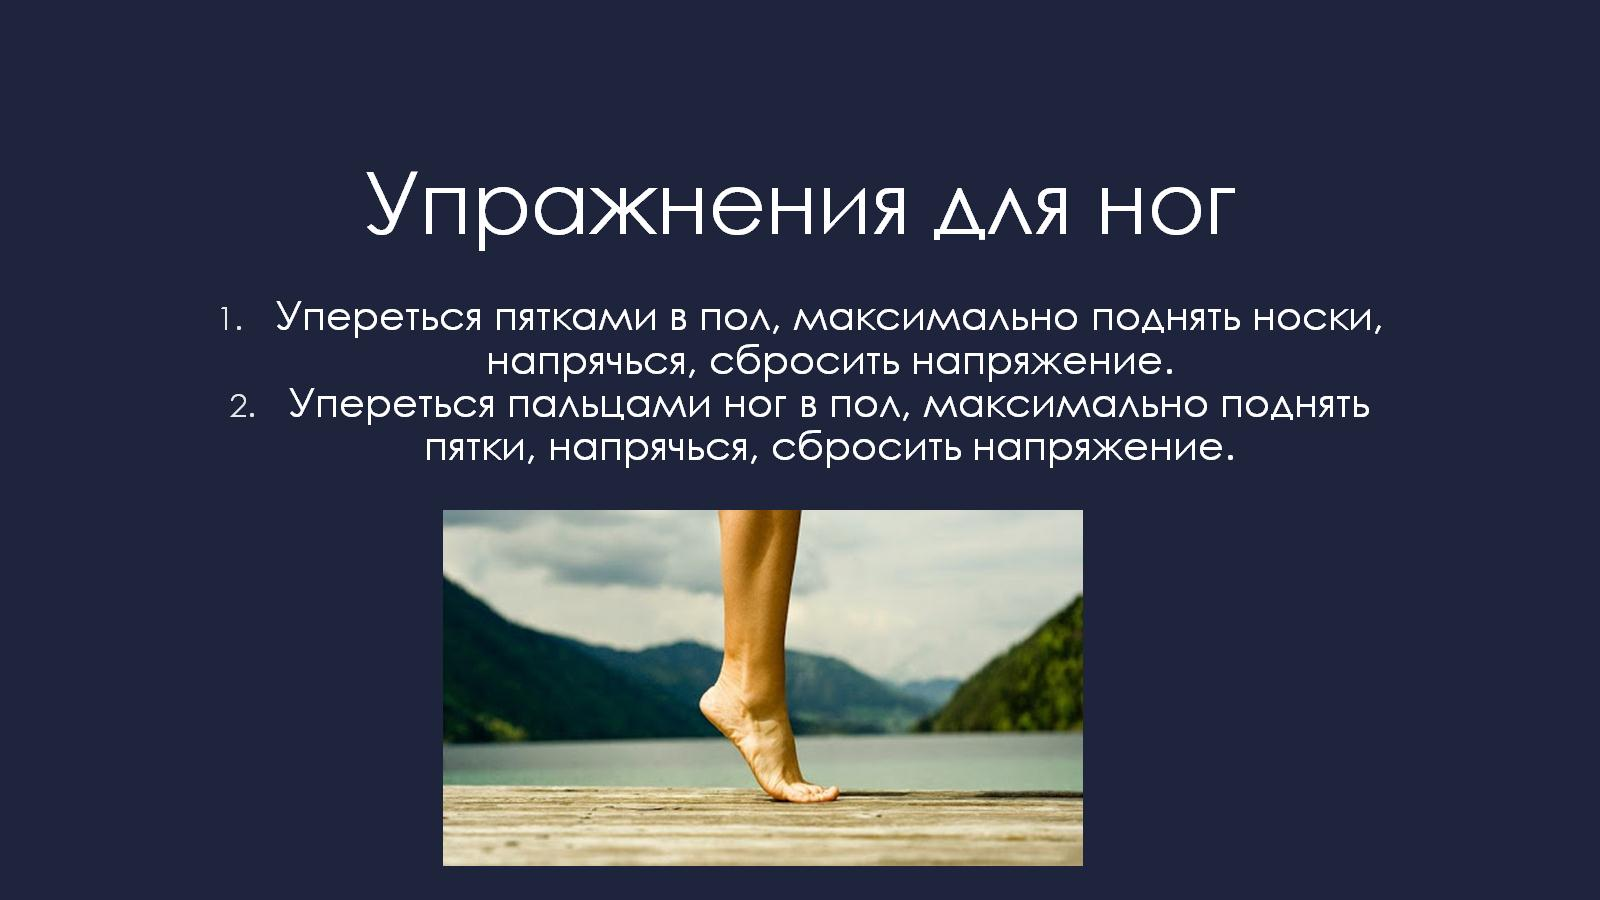 Упражнения для ног
1. Упереться пятками в пол, максимально поднять носки,
напрячься, сбросить напряжение.
2. Упереться пальцами ног в пол, максимально поднять
пятки, напрячься, сбросить напряжение.